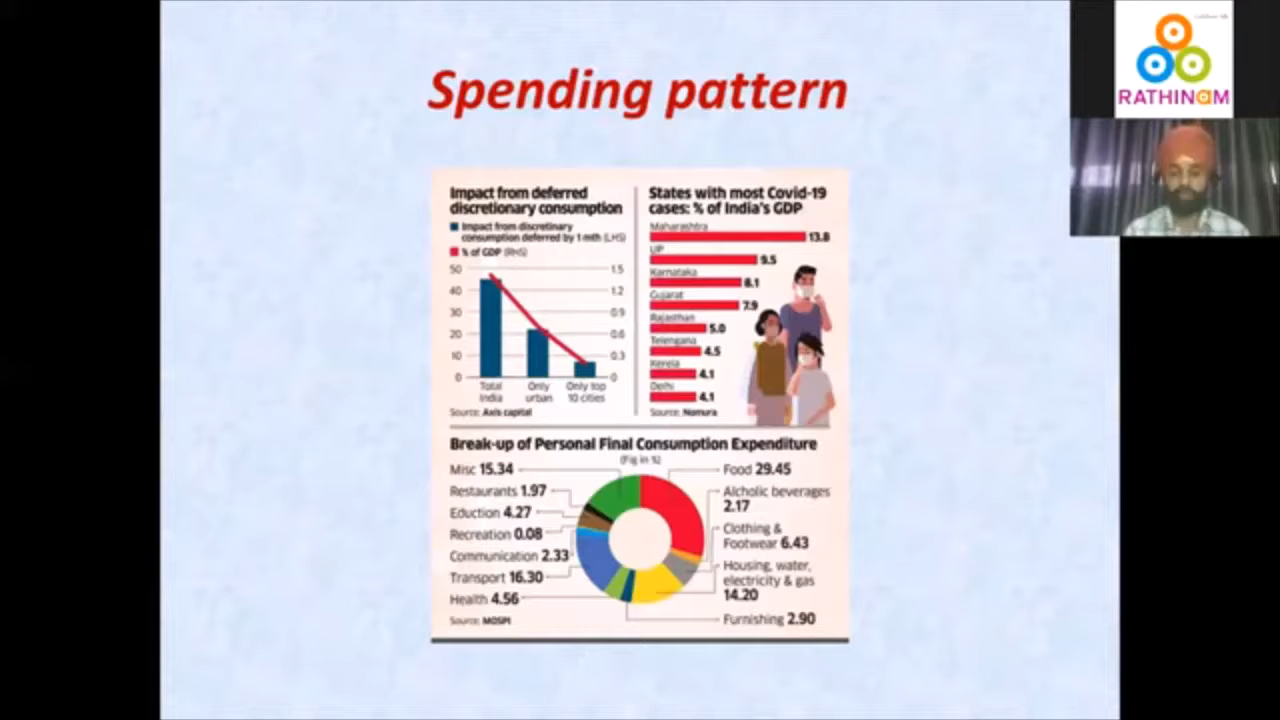 Spending pattern
RATHINAM
Impact from deferred
discretionary consumption
Impact from discretinary
consumption deferred by 1 mth (LHS)
% of GDP (RHS)
50
40
30
20
10
0
1.5
1.2
0.9
0.6
0.3
0
Total
India
Only
urban
Only top
10 cities
Source: Axis capital
States with most Covid-19
cases: % of India's GDP
Maharashtra
13.8
UP
9.5
Karnataka
8.1
Gujarat
7.9
Rajasthan
5.0
Telengana
4.5
Kerela
4.1
Delhi
4.1
Source: Nomura
Break-up of Personal Final Consumption Expenditure
(Fig in %)
Misc 15.34
Restaurants 1.97
Eduction 4.27
Recreation 0.08
Communication 2.33
Transport 16.30
Health 4.56
Source: MOSPI
Food 29.45
Alcholic beverages
2.17
Clothing &
Footwear 6.43
Housing, water,
electricity & gas
14.20
Furnishing 2.90